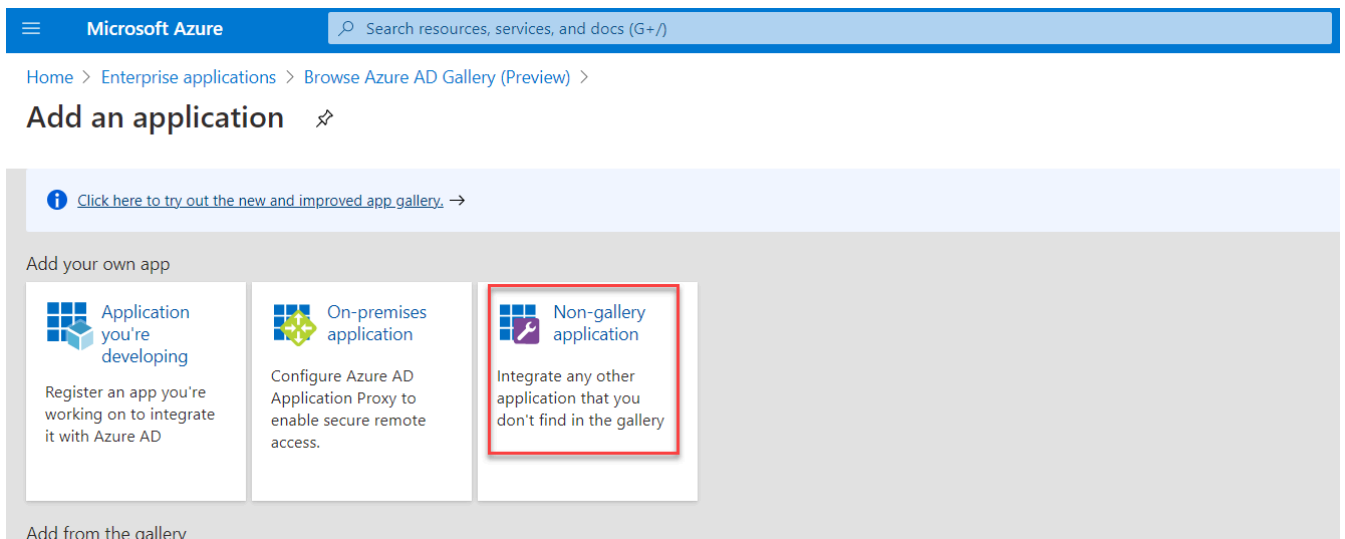 Microsoft Azure
Search resources, services, and docs (G+/)
Home > Enterprise applications > Browse Azure AD Gallery (Preview) >
Add an application
Click here to try out the new and improved app gallery. →
Add your own app
Application
you're
developing
Register an app you're
working on to integrate
it with Azure AD
On-premises
application
Configure Azure AD
Application Proxy to
enable secure remote
access.
Non-gallery
application
Integrate any other
application that you
don't find in the gallery
Add from the gallery